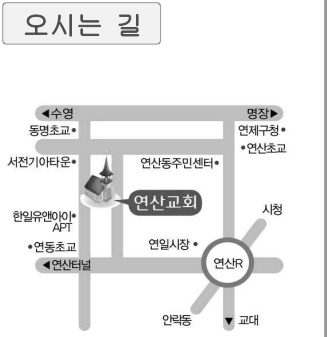 오시는 길
◀수영
명장▶
동명초교•
연제구청•
•연산초교
서전기아타운•
연산동주민센터•
연산교회
한일유앤아이•
APT
시청
•연동초교
연일시장 •
◀연산터널
연산R
안락동
▼ 교대